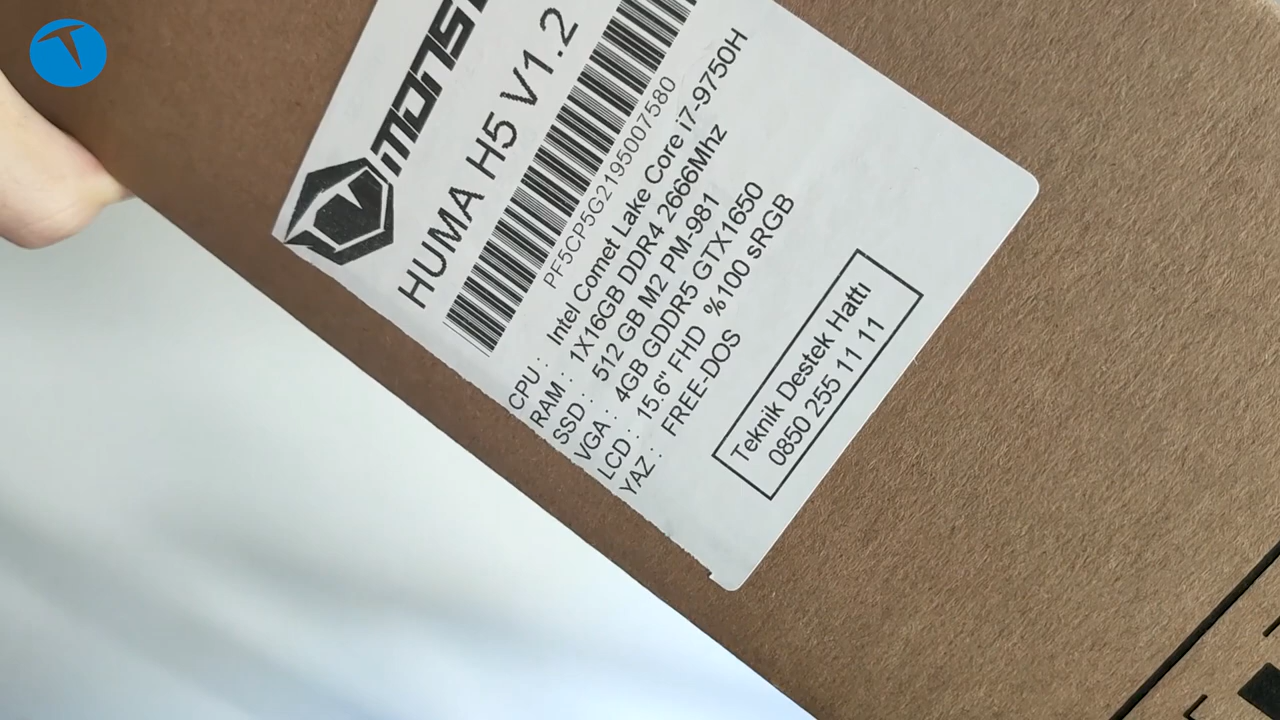 HUMA H5 V1.2
PF5CP5G2195007580
CPU : Intel Comet Lake Core i7-9750H
RAM : 1X16GB DDR4 2666Mhz
SSD : 512 GB M2 PM-981
VGA : 4GB GDDR5 GTX1650
LCD : 15.6" FHD %100 sRGB
YAZ : FREE-DOS
Teknik Destek Hattı
0850 255 11 11